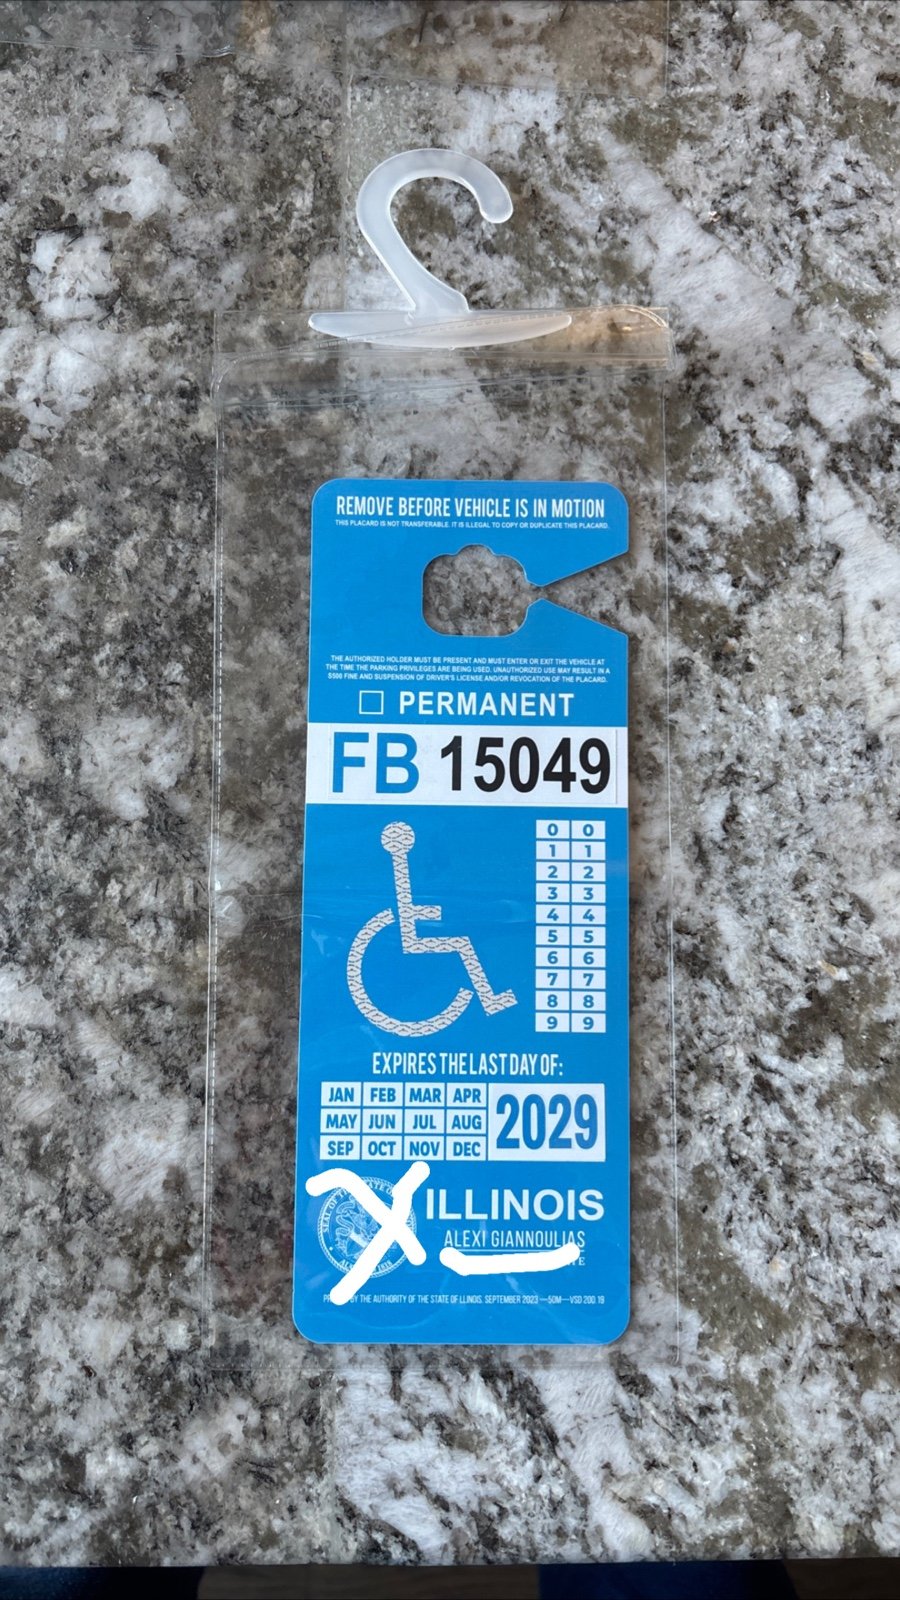 REMOVE BEFORE VEHICLE IS IN MOTION
THIS PLACARD IS NOT TRANSFERABLE. IT IS ILLEGAL TO COPY OR DUPLICATE THIS PLACARD.
THE AUTHORIZED HOLDER MUST BE PRESENT AND MUST ENTER OR EXIT THE VEHICLE AT
THE TIME THE PARKING PRIVILEGES ARE BEING USED. UNAUTHORIZED USE MAY RESULT IN A
$500 FINE AND SUSPENSION OF DRIVER'S LICENSE AND/OR REVOCATION OF THE PLACARD.
PERMANENT
FB 15049
0 0
1 1
2 2
3 3
4 4
5 5
6 6
7 7
8 8
9 9
EXPIRES THE LAST DAY OF:
JAN FEB MAR APR
MAY JUN JUL AUG
SEP OCT NOV DEC
2029
SEAL OF THE STATE OF
ILLINOIS
ALEXI GIANNOULIAS
BY THE AUTHORITY OF THE STATE OF ILLINOIS. SEPTEMBER 2023 —50M—VSD 200.19